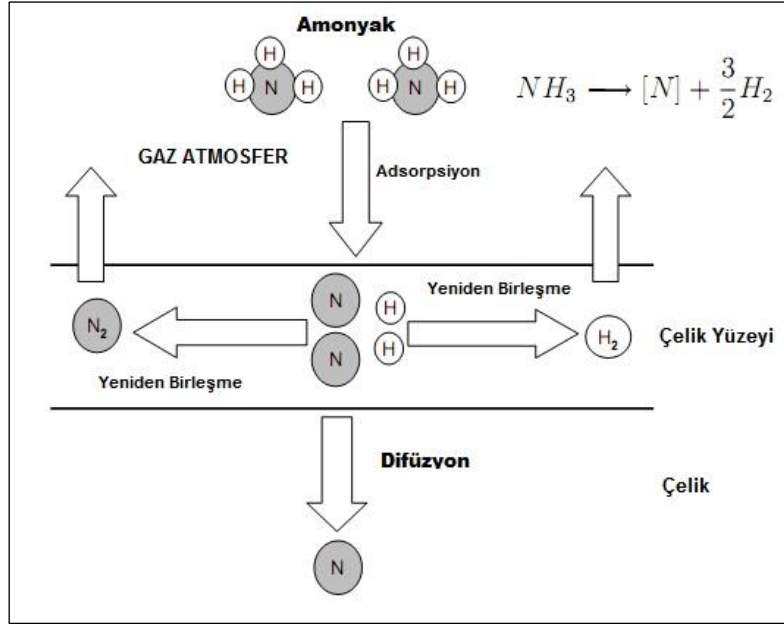 Amonyak
H
H
N
H
H
H
N
H
NH₃ ⟶ [N] + 3/2 H₂
GAZ ATMOSFER
Adsorpsiyon
N
H
Yeniden Birleşme
N₂
H₂
Çelik Yüzeyi
N
H
Yeniden Birleşme
Difüzyon
Çelik
N